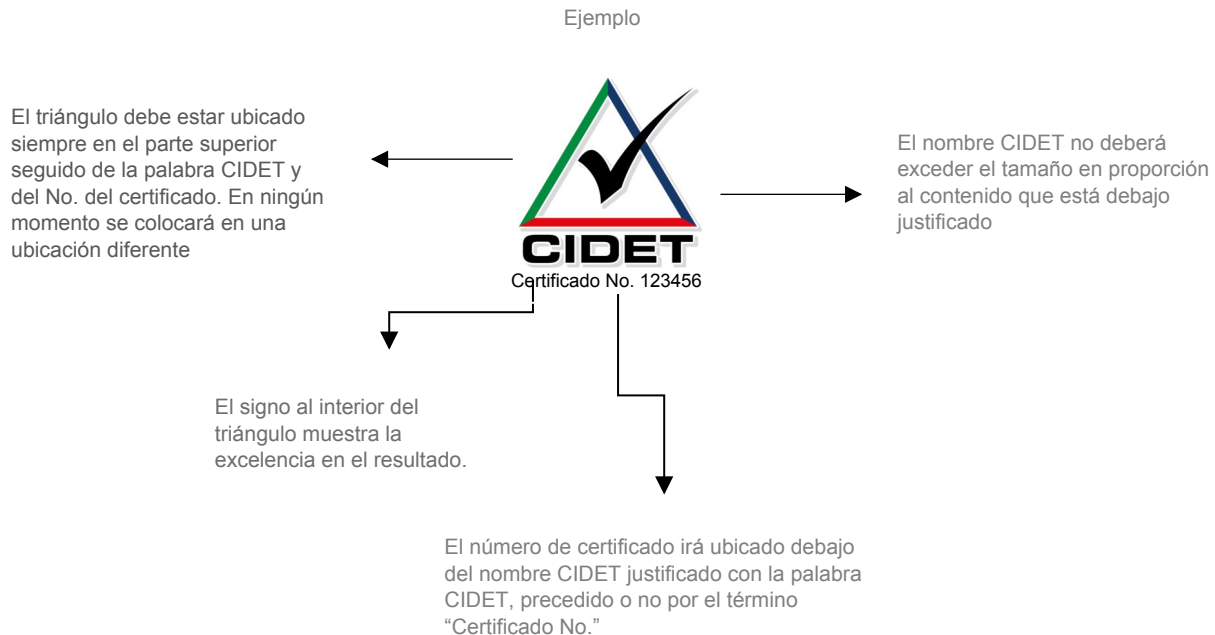 Ejemplo
El triángulo debe estar ubicado
siempre en el parte superior
seguido de la palabra CIDET y
del No. del certificado. En ningún
momento se colocará en una
ubicación diferente
El nombre CIDET no deberá
exceder el tamaño en proporción
al contenido que está debajo
justificado
CIDET
Certificado No. 123456
El signo al interior del
triángulo muestra la
excelencia en el resultado.
El número de certificado irá ubicado debajo
del nombre CIDET justificado con la palabra
CIDET, precedido o no por el término
“Certificado No.”